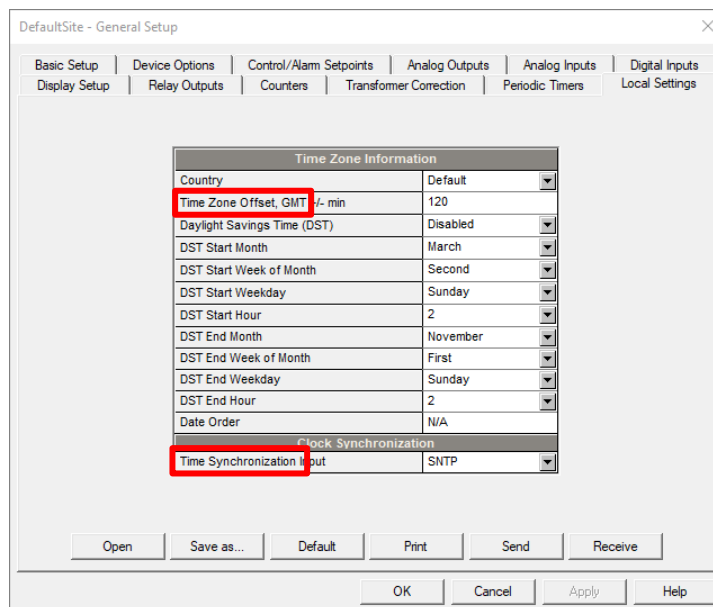 DefaultSite - General Setup
Basic Setup Device Options Control/Alarm Setpoints Analog Outputs Analog Inputs Digital Inputs
Display Setup Relay Outputs Counters Transformer Correction Periodic Timers Local Settings
Time Zone Information
Country Default
Time Zone Offset, GMT +/- min 120
Daylight Savings Time (DST) Disabled
DST Start Month March
DST Start Week of Month Second
DST Start Weekday Sunday
DST Start Hour 2
DST End Month November
DST End Week of Month First
DST End Weekday Sunday
DST End Hour 2
Date Order N/A
Clock Synchronization
Time Synchronization Input SNTP
Open Save as... Default Print Send Receive
OK Cancel Apply Help